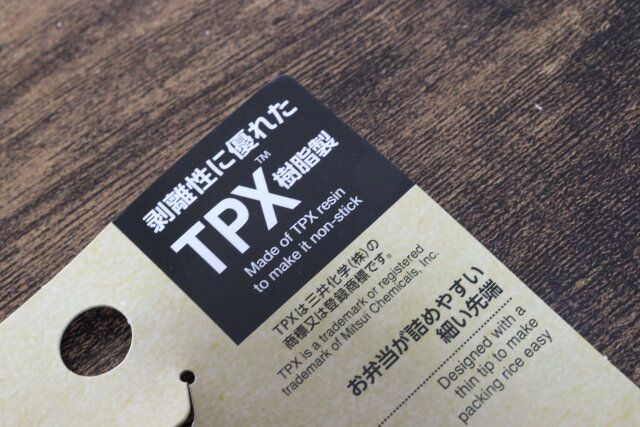 剥離性に優れた
TPX™樹脂製
Made of TPX resin
to make it non-stick
TPXは三井化学(株)の
商標又は登録商標です。
TPX is a trademark or registered
trademark of Mitsui Chemicals, Inc.
お弁当が詰めやすい
細い先端
Designed with a
thin tip to make
packing rice easy